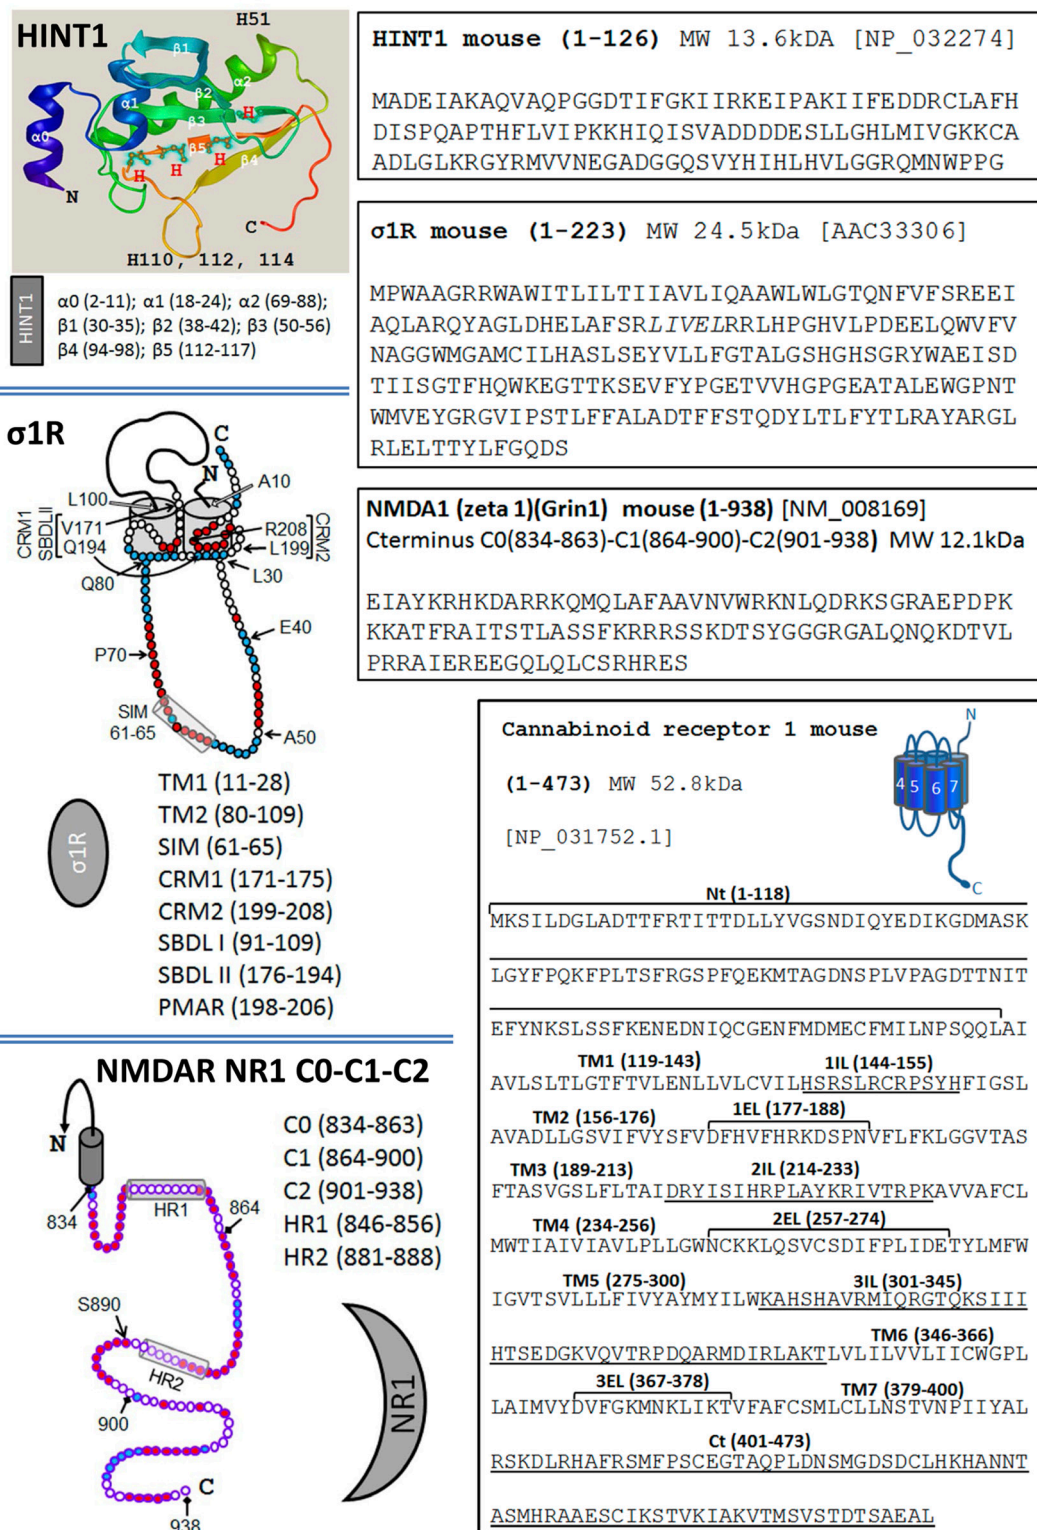 HINT1
H51
β1
α2
β2
α1
β3
α0
H
β5
β4
H
H
H
N
C
H110, 112, 114
HINT1
α0 (2-11); α1 (18-24); α2 (69-88);
β1 (30-35); β2 (38-42); β3 (50-56)
β4 (94-98); β5 (112-117)
HINT1 mouse (1-126) MW 13.6kDA [NP_032274]
MADEIAKAQVAQPGGDTIFGKIIRKEIPAKIIFEDDRCLAFH
DISPQAPTHFLVIPKKHIQISVADDDDESLLGHLMIVGKKCA
ADLGLKRGYRMVVNEGADGGQSVYHIHLHVLGGRQMNWPPG
σ1R mouse (1-223) MW 24.5kDa [AAC33306]
MPWAAGRRWAWITLILTIIAVLIQAAWLWLGTQNFVFSREEI
AQLARQYAGLDHELAFSRLIVELRRLHPGHVLPDEELQWVFV
NAGGWMGAMCILHASLSEYVLLFGTALGSHGHSGRYWAEISD
TIISGTFHQWKEGTTKSEVFYPGETVVHGPGEATALEWGPNT
WMVEYGRGVIPSTLFFALADTFFSTQDYLTLFYTLRAYARGL
RLELTTYLFGQDS
σ1R
C
N
A10
L100
CRM1
SBDLII
V171
Q194
R208
L199
CRM2
Q80
L30
E40
P70
SIM
61-65
A50
σ1R
TM1 (11-28)
TM2 (80-109)
SIM (61-65)
CRM1 (171-175)
CRM2 (199-208)
SBDL I (91-109)
SBDL II (176-194)
PMAR (198-206)
NMDA1 (zeta 1)(Grin1) mouse (1-938) [NM_008169]
Cterminus C0(834-863)-C1(864-900)-C2(901-938) MW 12.1kDa
EIAYKRHKDARRKQMQLAFAAVNVWRKNLQDRKSGRAEPDPK
KKATFRAITSTLASSFKRRRSSKDTSYGGGRGALQNQKDTVL
PRRAIEREEGQLQLCSRHRES
NMDAR NR1 C0-C1-C2
N
834
HR1
864
S890
HR2
900
C
938
C0 (834-863)
C1 (864-900)
C2 (901-938)
HR1 (846-856)
HR2 (881-888)
NR1
Cannabinoid receptor 1 mouse
(1-473) MW 52.8kDa
[NP_031752.1]
N
4 5 6 7
C
Nt (1-118)
MKSILDGLADTTFRTITTDLLYVGSNDIQYEDIKGDMASK
LGYFPQKFPLTSFRGSPFQEKMTAGDNSPLVPAGDTTNIT
EFYNKSLSSFKENEDNIQCGENFMDMECFMILNPSQQLAI
TM1 (119-143) 1IL (144-155)
AVLSLTLGTFTVLENLLVLCVILHSRSLRCRPSYHFIGSL
TM2 (156-176) 1EL (177-188)
AVADLLGSVIFVYSFVDFHVFHRKDSPNVFLFKLGGVTAS
TM3 (189-213) 2IL (214-233)
FTASVGSLFLTAIDRYISIHRPLAYKRIVTRPKAVVAFCL
TM4 (234-256) 2EL (257-274)
MWTIAIVIAVLPLLGWNCKKLQSVCSDIFPLIDETYLMFW
TM5 (275-300) 3IL (301-345)
IGVTSVLLLFIVYAYMYILWKAHSHAVRMIQRGTQKSIII
TM6 (346-366)
HTSEDGKVQVTRPDQARMDIRLAKTLVLILVVLIICWGPL
3EL (367-378) TM7 (379-400)
LAIMVYDVFGKMNKLIKTVFAFCSMLCLLNSTVNPIIYAL
Ct (401-473)
RSKDLRHAFRSMFPSCEGTAQPLDNSMGDSDCLHKHANNT
ASMHRAAESCIKSTVKIAKVTMSVSTDTSAEAL